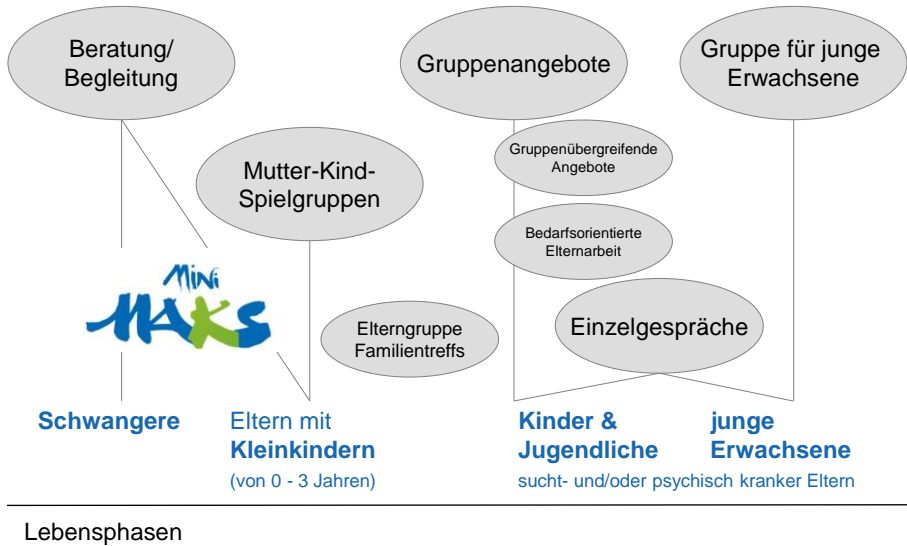 Beratung/
Begleitung
Gruppenangebote
Gruppe für junge
Erwachsene
Gruppenübergreifende
Angebote
Mutter-Kind-
Spielgruppen
Bedarfsorientierte
Elternarbeit
Mini
MAKS
Elterngruppe
Familientreffs
Einzelgespräche
Schwangere
Eltern mit
Kleinkindern
(von 0 - 3 Jahren)
Kinder &
Jugendliche
junge
Erwachsene
sucht- und/oder psychisch kranker Eltern
Lebensphasen